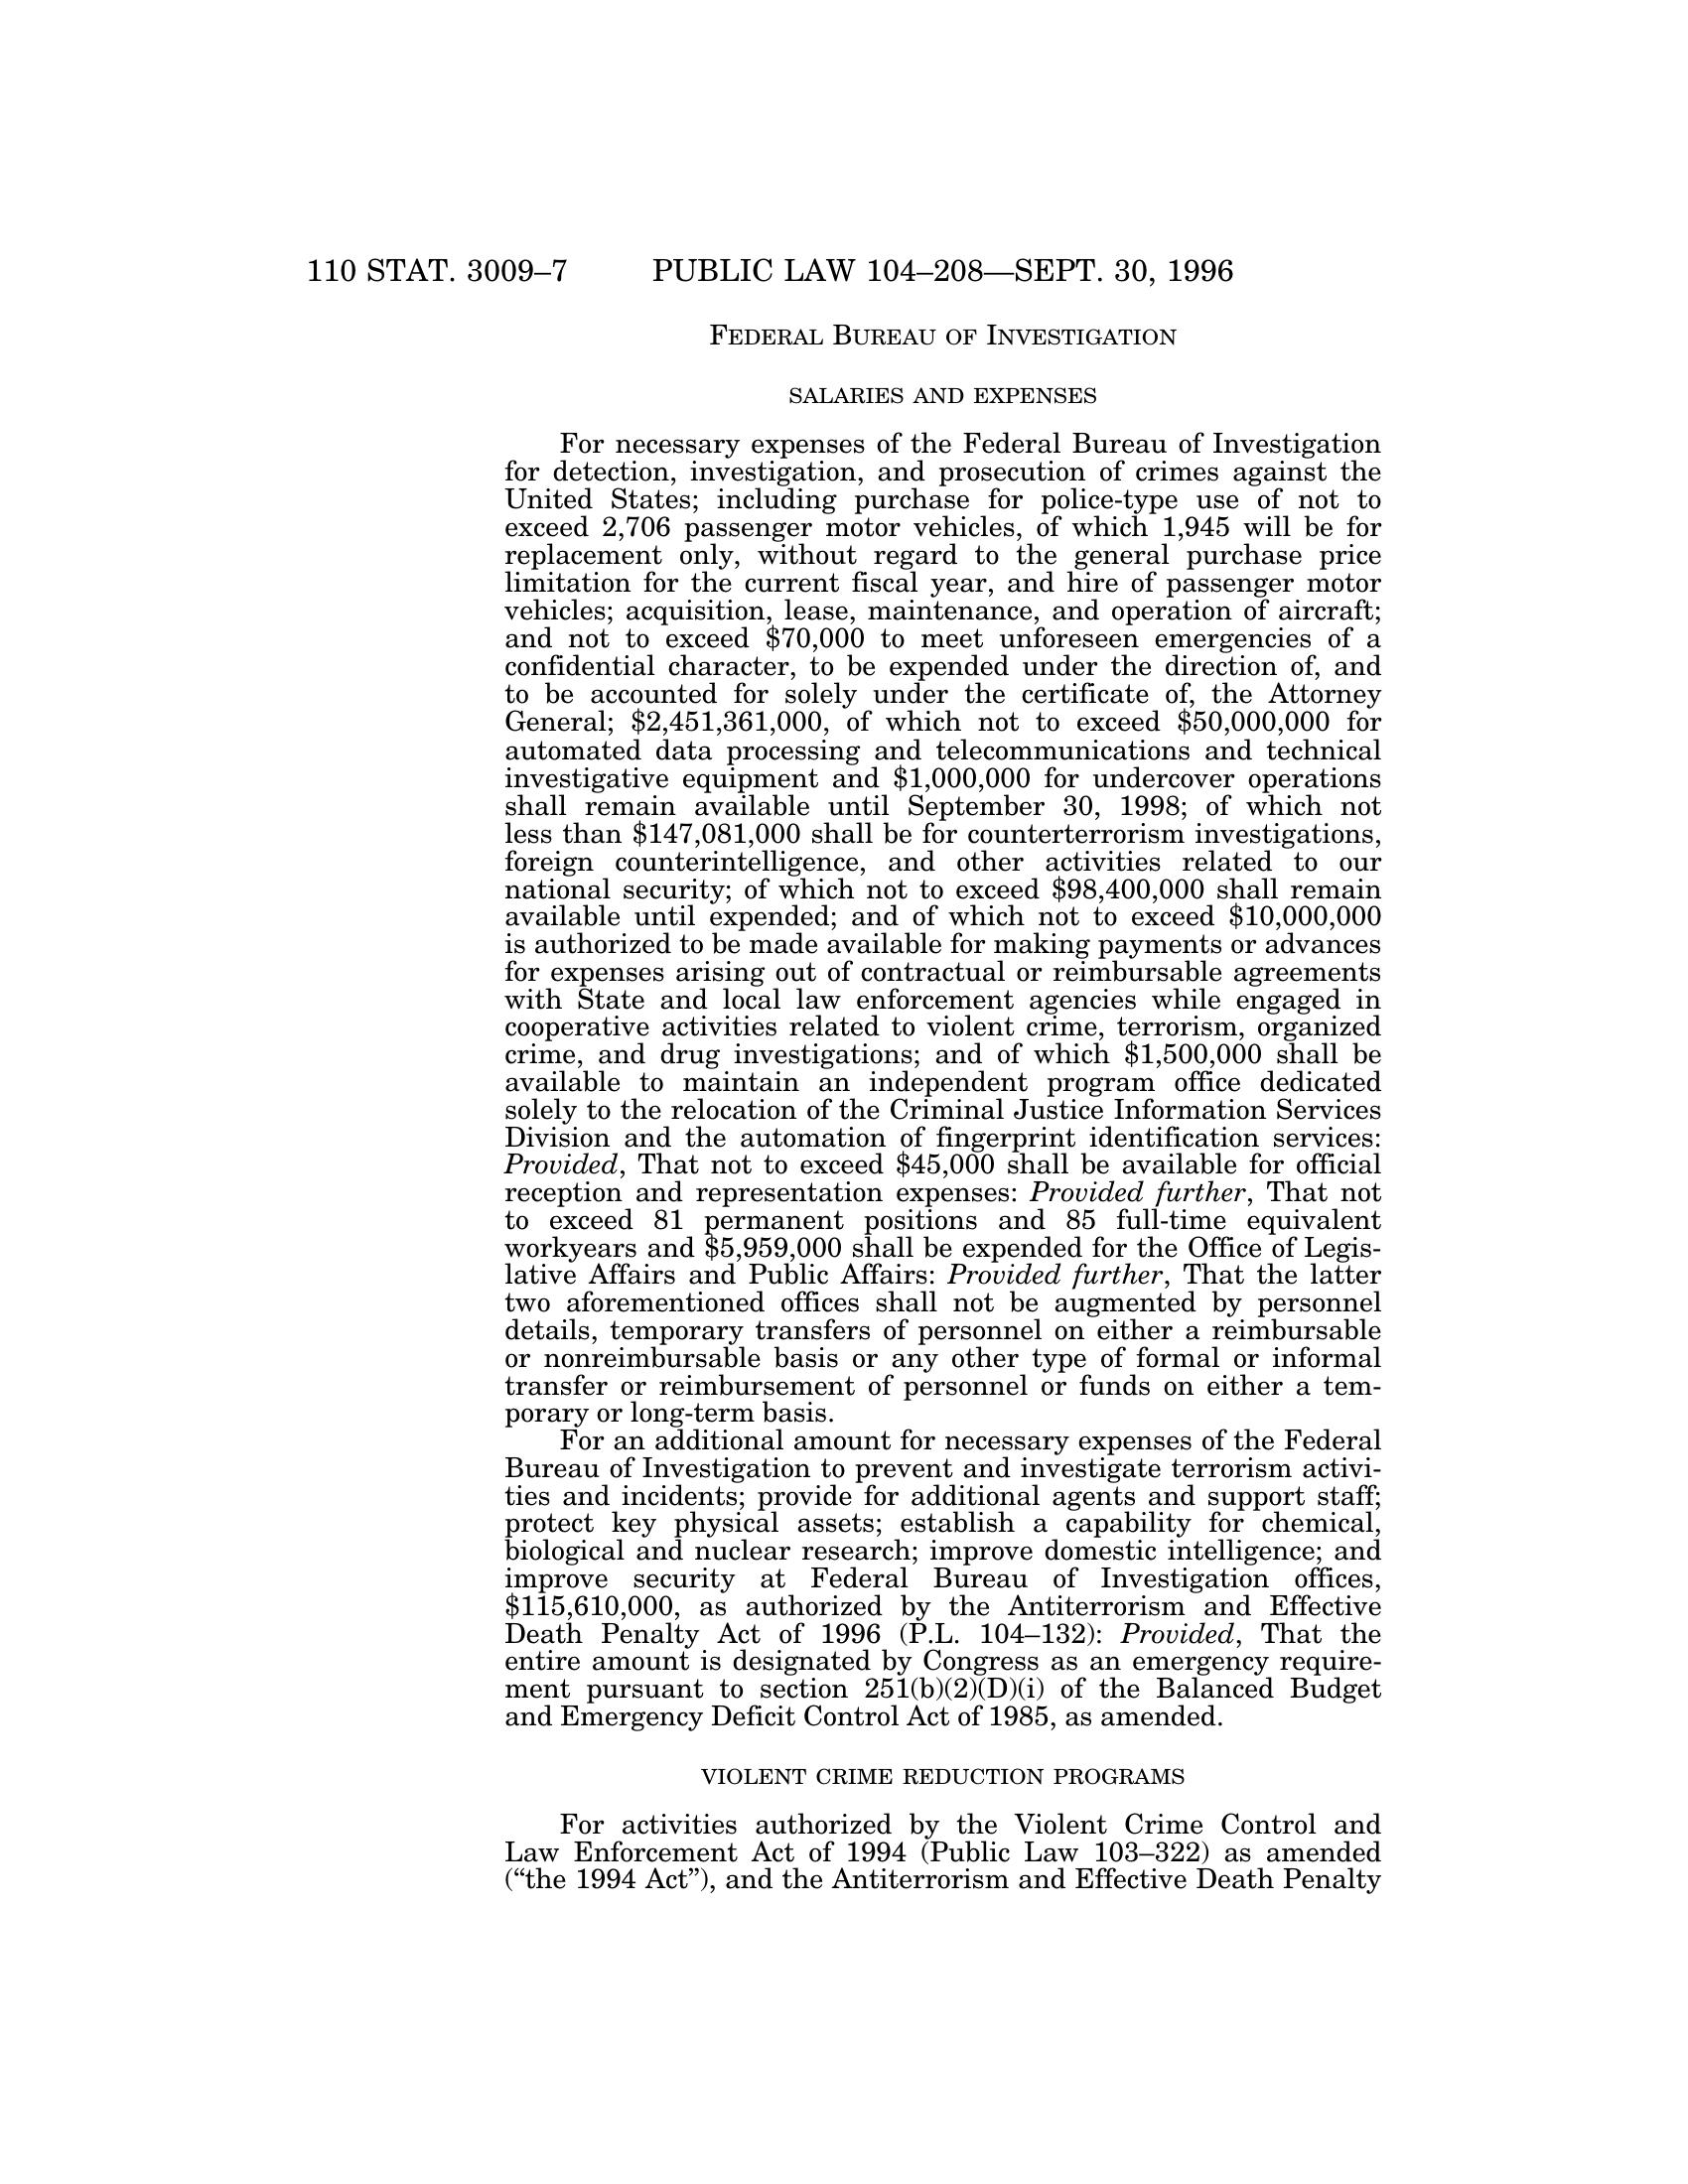 110 STAT. 3009–7 PUBLIC LAW 104–208—SEPT. 30, 1996
FEDERAL BUREAU OF INVESTIGATION
SALARIES AND EXPENSES
For necessary expenses of the Federal Bureau of Investigation
for detection, investigation, and prosecution of crimes against the
United States; including purchase for police-type use of not to
exceed 2,706 passenger motor vehicles, of which 1,945 will be for
replacement only, without regard to the general purchase price
limitation for the current fiscal year, and hire of passenger motor
vehicles; acquisition, lease, maintenance, and operation of aircraft;
and not to exceed $70,000 to meet unforeseen emergencies of a
confidential character, to be expended under the direction of, and
to be accounted for solely under the certificate of, the Attorney
General; $2,451,361,000, of which not to exceed $50,000,000 for
automated data processing and telecommunications and technical
investigative equipment and $1,000,000 for undercover operations
shall remain available until September 30, 1998; of which not
less than $147,081,000 shall be for counterterrorism investigations,
foreign counterintelligence, and other activities related to our
national security; of which not to exceed $98,400,000 shall remain
available until expended; and of which not to exceed $10,000,000
is authorized to be made available for making payments or advances
for expenses arising out of contractual or reimbursable agreements
with State and local law enforcement agencies while engaged in
cooperative activities related to violent crime, terrorism, organized
crime, and drug investigations; and of which $1,500,000 shall be
available to maintain an independent program office dedicated
solely to the relocation of the Criminal Justice Information Services
Division and the automation of fingerprint identification services:
Provided, That not to exceed $45,000 shall be available for official
reception and representation expenses: Provided further, That not
to exceed 81 permanent positions and 85 full-time equivalent
workyears and $5,959,000 shall be expended for the Office of Legis-
lative Affairs and Public Affairs: Provided further, That the latter
two aforementioned offices shall not be augmented by personnel
details, temporary transfers of personnel on either a reimbursable
or nonreimbursable basis or any other type of formal or informal
transfer or reimbursement of personnel or funds on either a tem-
porary or long-term basis.
For an additional amount for necessary expenses of the Federal
Bureau of Investigation to prevent and investigate terrorism activi-
ties and incidents; provide for additional agents and support staff;
protect key physical assets; establish a capability for chemical,
biological and nuclear research; improve domestic intelligence; and
improve security at Federal Bureau of Investigation offices,
$115,610,000, as authorized by the Antiterrorism and Effective
Death Penalty Act of 1996 (P.L. 104–132): Provided, That the
entire amount is designated by Congress as an emergency require-
ment pursuant to section 251(b)(2)(D)(i) of the Balanced Budget
and Emergency Deficit Control Act of 1985, as amended.
VIOLENT CRIME REDUCTION PROGRAMS
For activities authorized by the Violent Crime Control and
Law Enforcement Act of 1994 (Public Law 103–322) as amended
(“the 1994 Act”), and the Antiterrorism and Effective Death Penalty